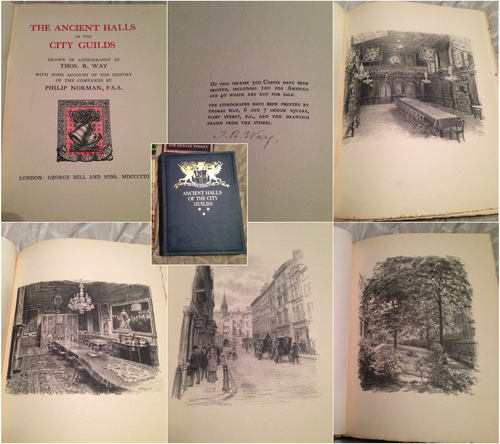 THE ANCIENT HALLS
OF THE
CITY GUILDS
DRAWN IN LITHOGRAPHY BY
THOS. R. WAY
WITH SOME ACCOUNT OF THE HISTORY
OF THE COMPANIES BY
PHILIP NORMAN, F.S.A.
LONDON: GEORGE BELL AND SONS, MDCCCCIII
OF THIS VOLUME 300 COPIES HAVE BEEN
PRINTED, INCLUDING 100 FOR AMERICA
AND 40 WHICH ARE NOT FOR SALE.
THE LITHOGRAPHS HAVE BEEN PRINTED BY
THOMAS WAY, 6 AND 7 GOUGH SQUARE,
FLEET STREET, E.C., AND THE DRAWINGS
ERASED FROM THE STONES.
T. R. Way.
ANCIENT HALLS
OF THE CITY
GUILDS